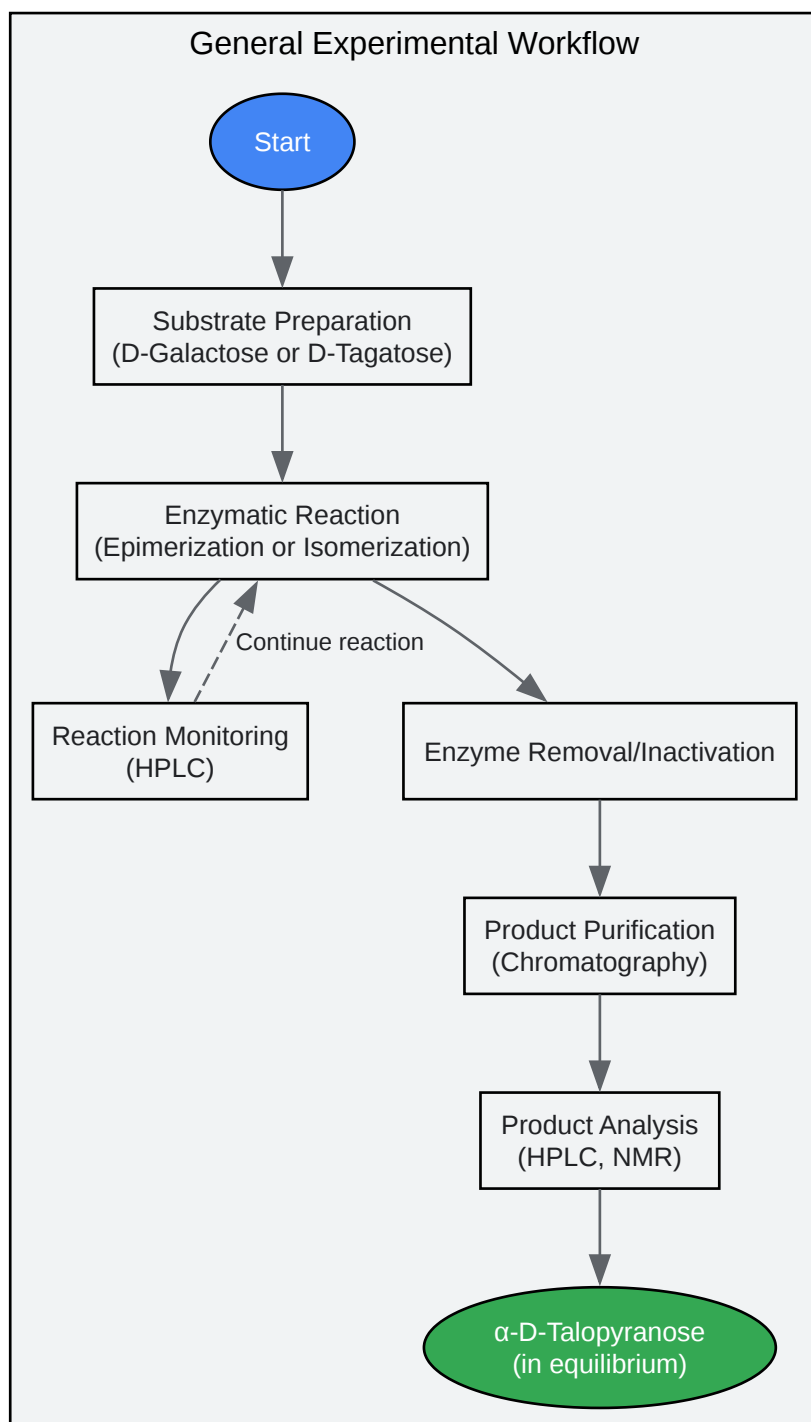 General Experimental Workflow
Start
Substrate Preparation
(D-Galactose or D-Tagatose)
Enzymatic Reaction
(Epimerization or Isomerization)
Continue reaction
Reaction Monitoring
(HPLC)
Enzyme Removal/Inactivation
Product Purification
(Chromatography)
Product Analysis
(HPLC, NMR)
α-D-Talopyranose
(in equilibrium)